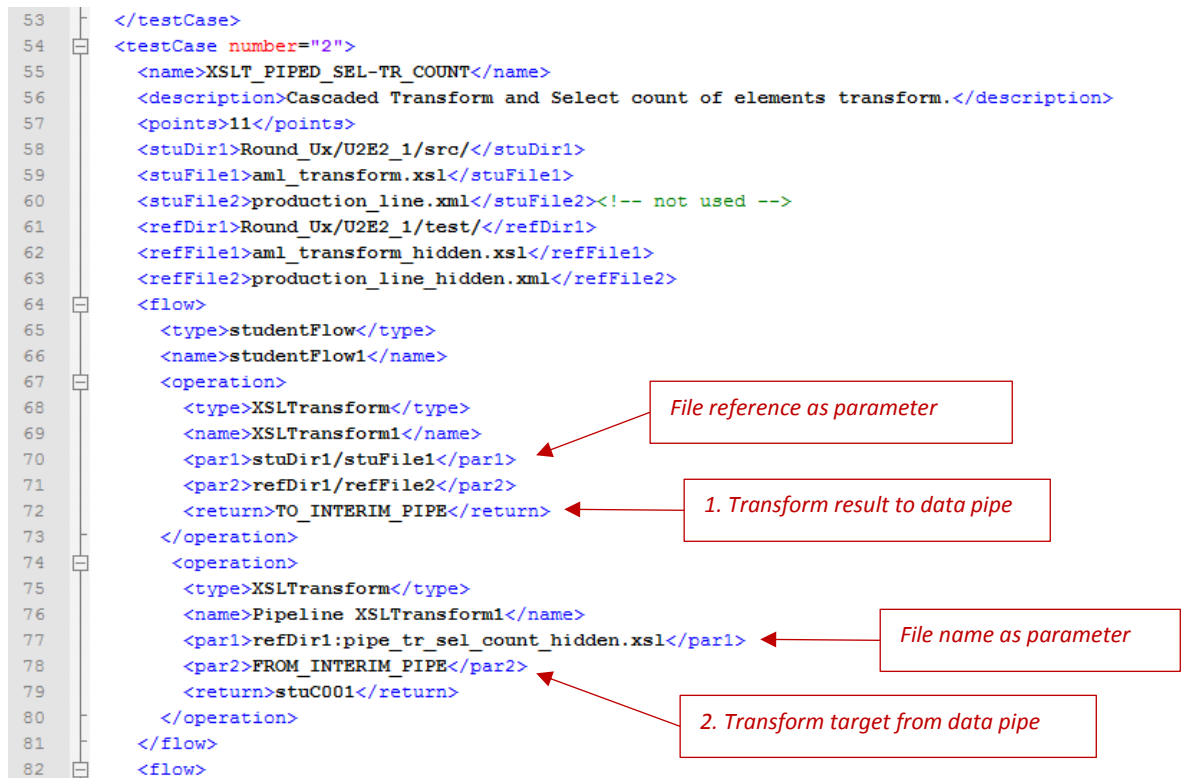 53 </testCase>
54 <testCase number="2">
55 <name>XSLT_PIPED_SEL-TR_COUNT</name>
56 <description>Cascaded Transform and Select count of elements transform.</description>
57 <points>11</points>
58 <stuDir1>Round_Ux/U2E2_1/src/</stuDir1>
59 <stuFile1>aml_transform.xsl</stuFile1>
60 <stuFile2>production_line.xml</stuFile2><!-- not used -->
61 <refDir1>Round_Ux/U2E2_1/test/</refDir1>
62 <refFile1>aml_transform_hidden.xsl</refFile1>
63 <refFile2>production_line_hidden.xml</refFile2>
64 <flow>
65 <type>studentFlow</type>
66 <name>studentFlow1</name>
67 <operation>
68 <type>XSLTransform</type>
File reference as parameter
69 <name>XSLTransform1</name>
70 <par1>stuDir1/stuFile1</par1>
71 <par2>refDir1/refFile2</par2>
72 <return>TO_INTERIM_PIPE</return>
1. Transform result to data pipe
73 </operation>
74 <operation>
75 <type>XSLTransform</type>
76 <name>Pipeline XSLTransform1</name>
77 <par1>refDir1:pipe_tr_sel_count_hidden.xsl</par1>
File name as parameter
78 <par2>FROM_INTERIM_PIPE</par2>
79 <return>stuC001</return>
80 </operation>
2. Transform target from data pipe
81 </flow>
82 <flow>